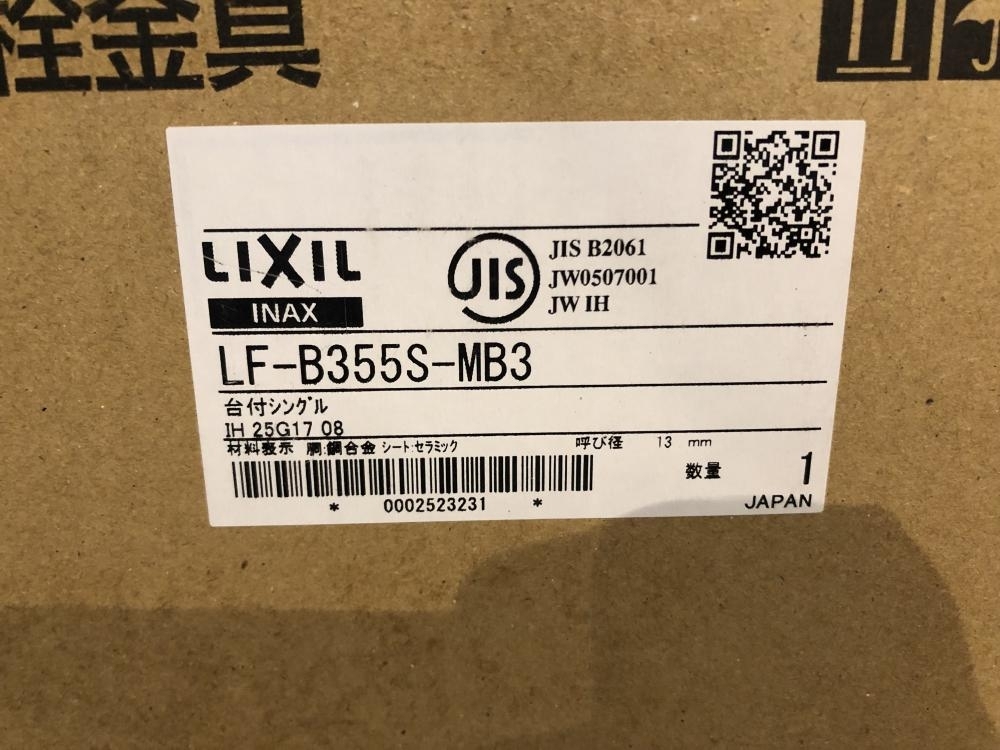 栓金具
LIXIL
INAX
JIS
JIS B2061
JW0507001
JW IH
LF-B355S-MB3
台付シングル
IH 25G17 08
材料表示 胴:銅合金 シート:セラミック 呼び径 13 mm
数量 1
* 0002523231 *
JAPAN